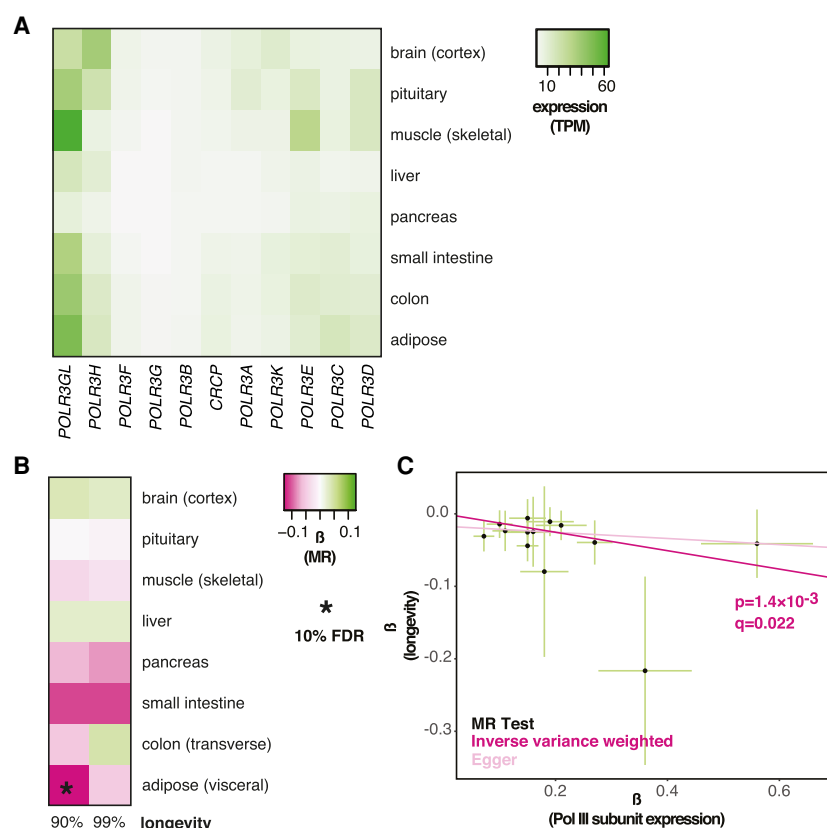 A
brain (cortex)
pituitary
muscle (skeletal)
liver
pancreas
small intestine
colon
adipose
10 60
expression
(TPM)
POLR3GL
POLR3H
POLR3F
POLR3G
POLR3B
CRCP
POLR3A
POLR3K
POLR3E
POLR3C
POLR3D
B
brain (cortex)
pituitary
muscle (skeletal)
liver
pancreas
small intestine
colon (transverse)
adipose (visceral)
*
90% 99% longevity
−0.1 0.1
ß
(MR)
*
10% FDR
C
0.0
-0.1
-0.2
-0.3
ß
(longevity)
p=1.4×10-3
q=0.022
MR Test
Inverse variance weighted
Egger
0.2 0.4 0.6
ß
(Pol III subunit expression)